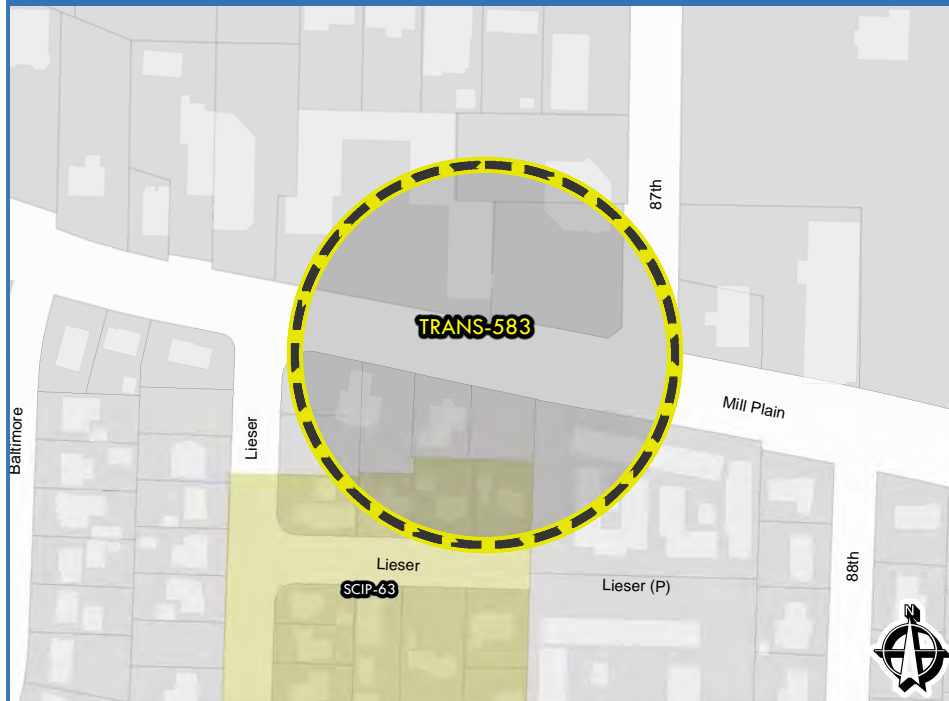 87th
TRANS-583
Mill Plain
Baltimore
Lieser
Lieser
SCIP-63
Lieser (P)
88th
N